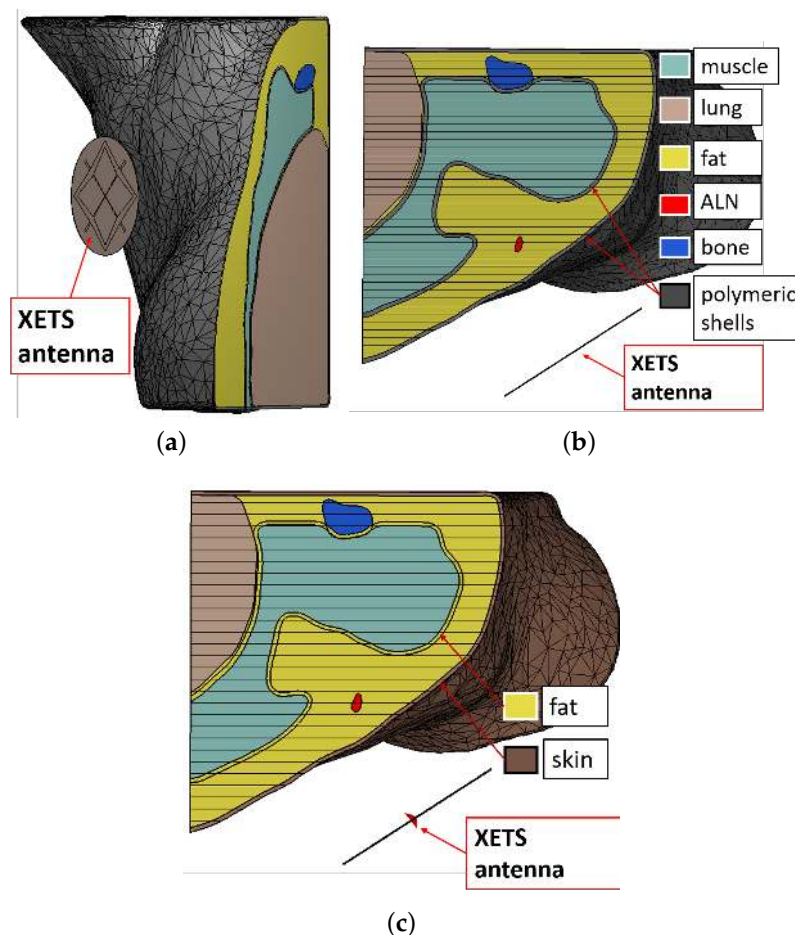 XETS
antenna
(a)
muscle
lung
fat
ALN
bone
polymeric
shells
XETS
antenna
(b)
fat
skin
XETS
antenna
(c)